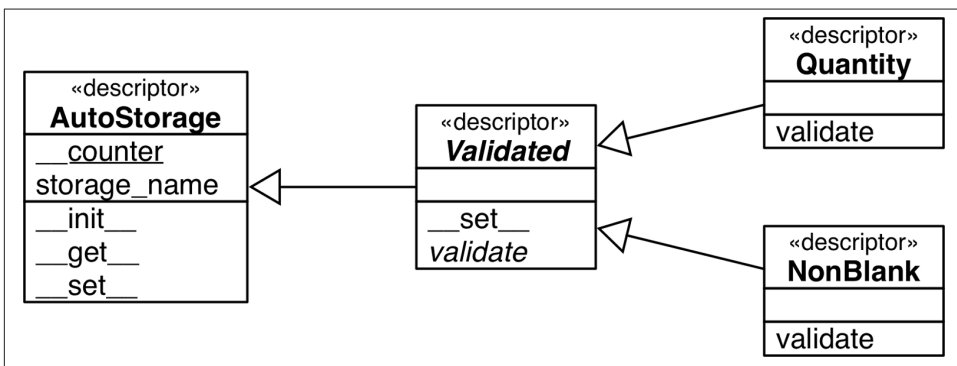 «descriptor»
AutoStorage
__counter
storage_name
__init__
__get__
__set__
«descriptor»
Validated
__set__
validate
«descriptor»
Quantity
validate
«descriptor»
NonBlank
validate